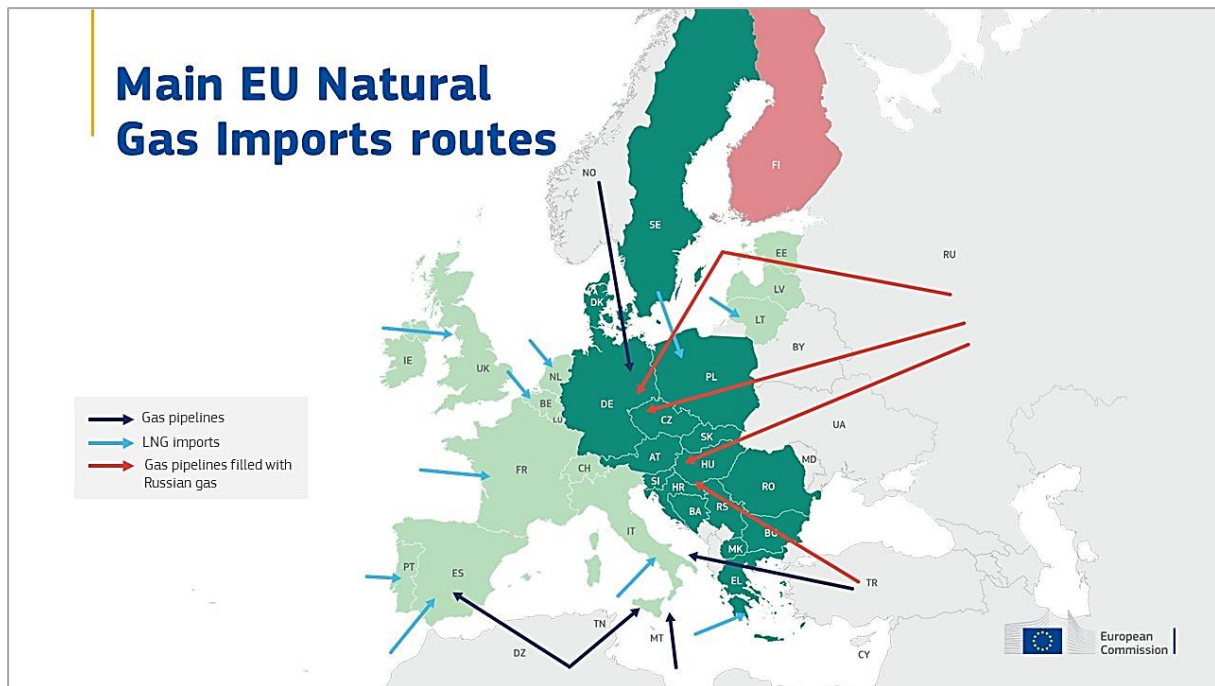 Main EU Natural
Gas Imports routes
NO
FI
SE
EE
RU
LV
DK
LT
IE
UK
NL
BY
PL
BE
DE
LU
CZ
UA
SK
MD
FR
CH
AT
HU
SI
HR
RO
BA
RS
IT
BG
MK
PT
ES
EL
TR
TN
MT
DZ
CY
Gas pipelines
LNG imports
Gas pipelines filled with
Russian gas
European
Commission